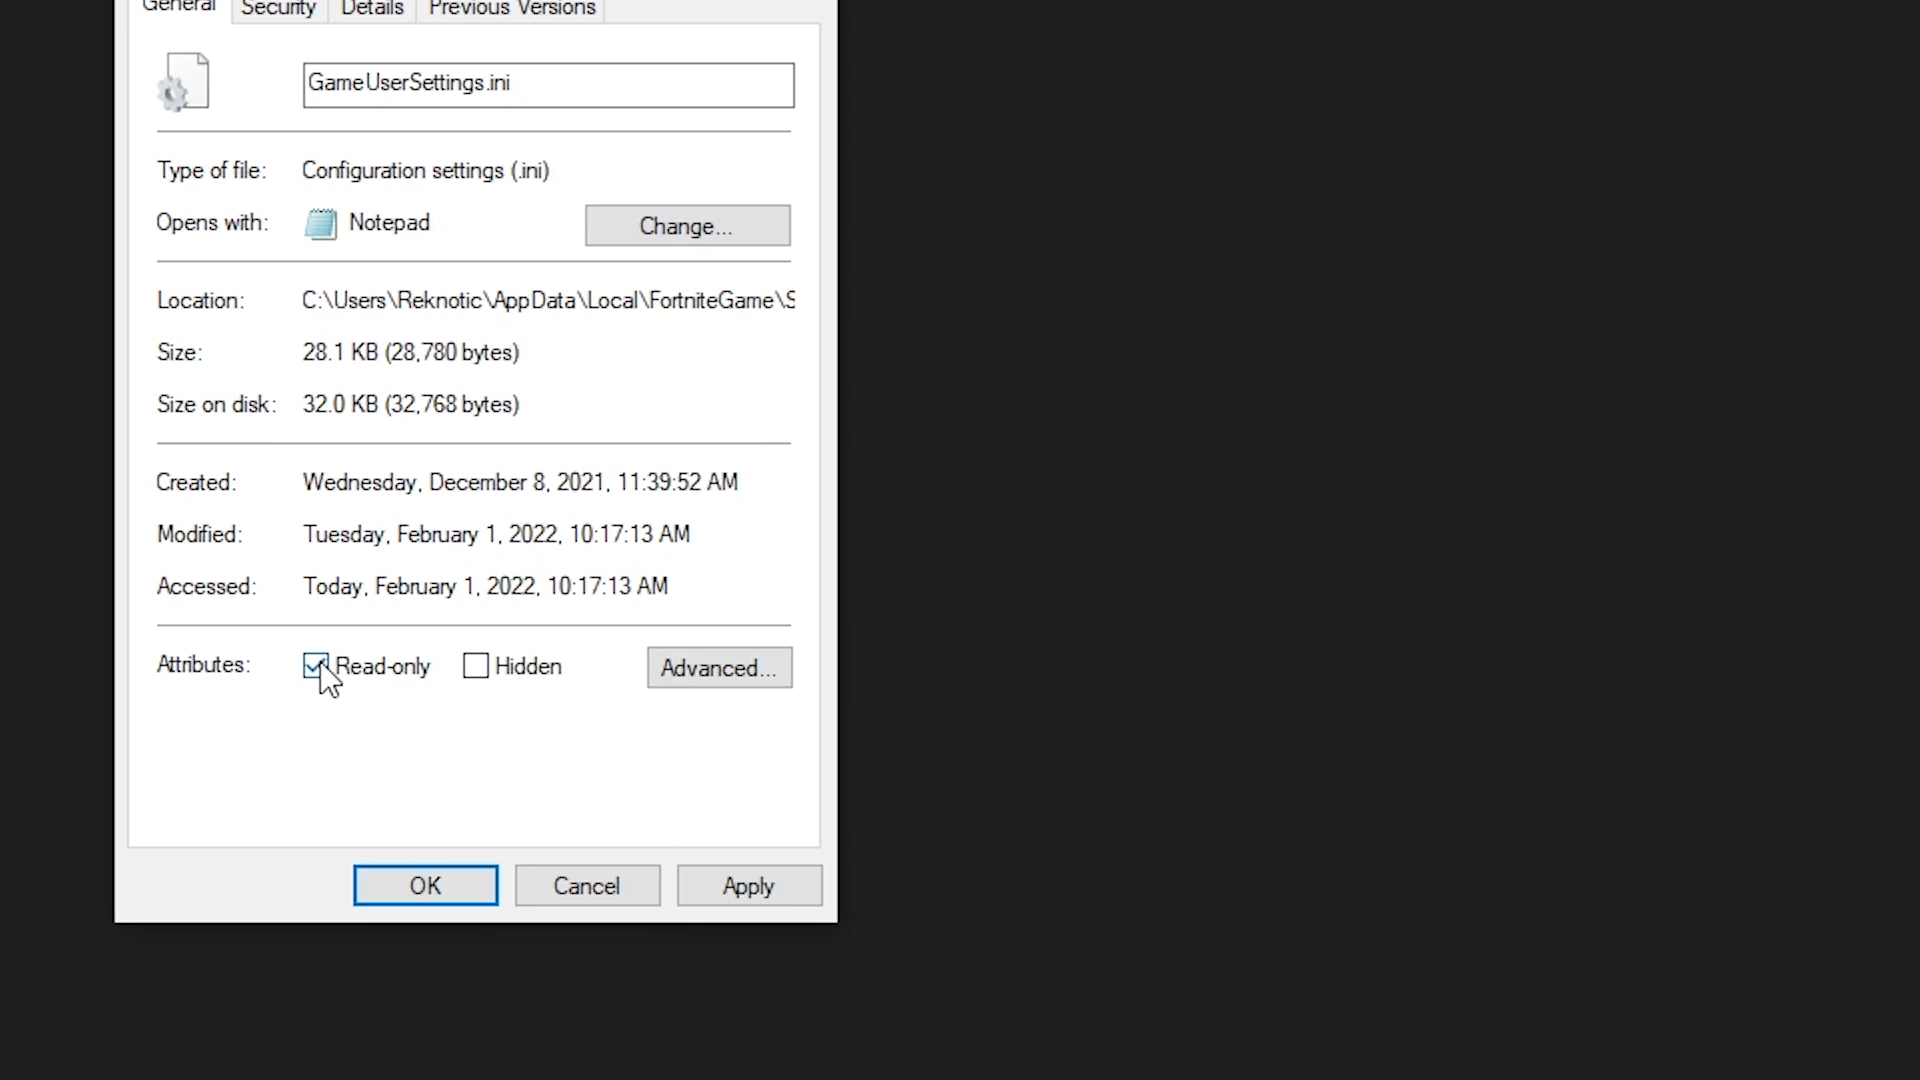 General Security Details Previous Versions
GameUserSettings.ini
Type of file: Configuration settings (.ini)
Opens with: Notepad Change...
Location: C:\Users\Reknotic\AppData\Local\FortniteGame\S
Size: 28.1 KB (28,780 bytes)
Size on disk: 32.0 KB (32,768 bytes)
Created: Wednesday, December 8, 2021, 11:39:52 AM
Modified: Tuesday, February 1, 2022, 10:17:13 AM
Accessed: Today, February 1, 2022, 10:17:13 AM
Attributes: Read-only Hidden Advanced...
OK Cancel Apply